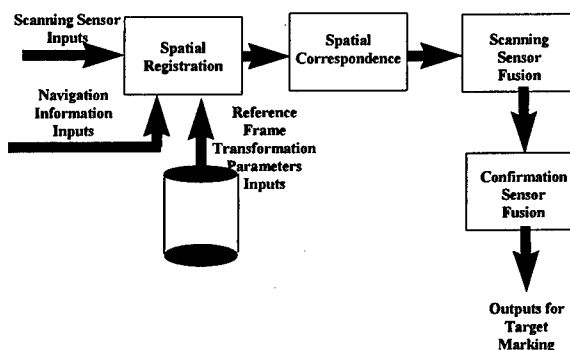 Scanning Sensor
Inputs
Spatial
Registration
Spatial
Correspondence
Scanning
Sensor
Fusion
Navigation
Information
Inputs
Reference
Frame
Transformation
Parameters
Inputs
Confirmation
Sensor
Fusion
Outputs for
Target
Marking